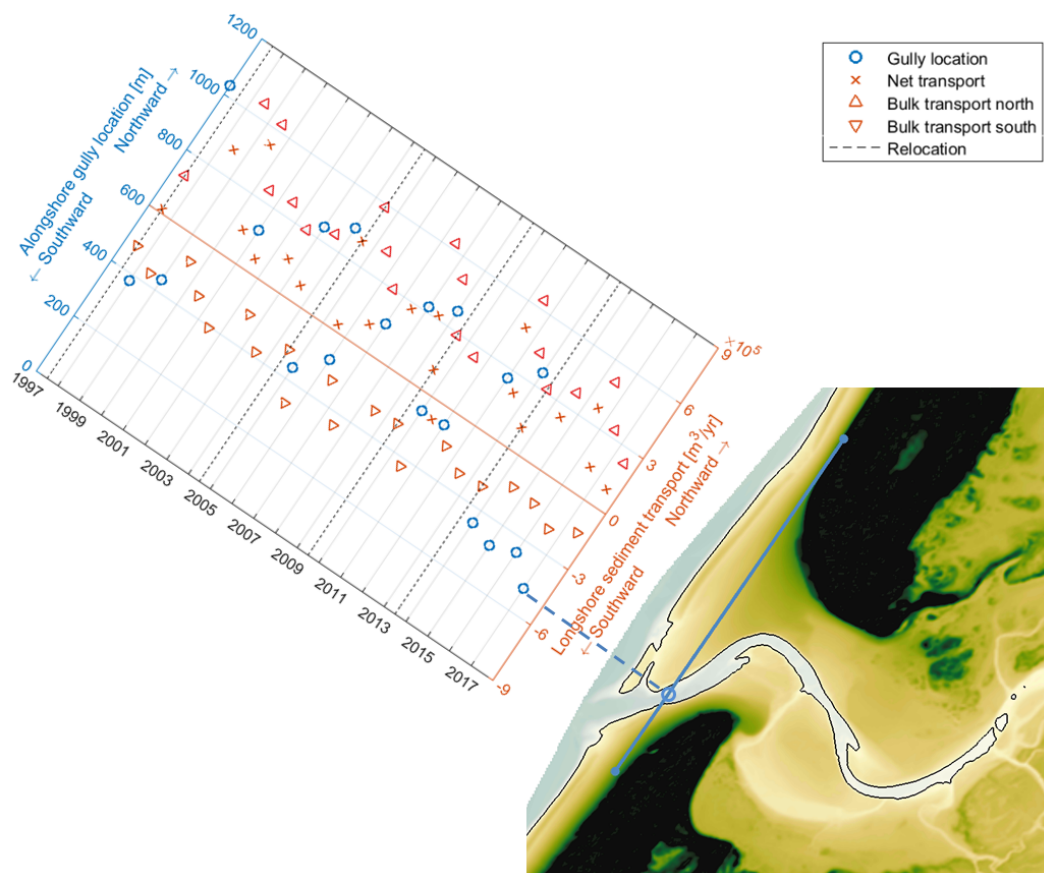 1200
1000
800
600
400
200
0
Alongshore gully location [m]
← Southward Northward →
Gully location
Net transport
Bulk transport north
Bulk transport south
Relocation
×10⁵
9
6
3
0
-3
-6
-9
Longshore sediment transport [m³/yr]
← Southward Northward →
1997
1999
2001
2003
2005
2007
2009
2011
2013
2015
2017